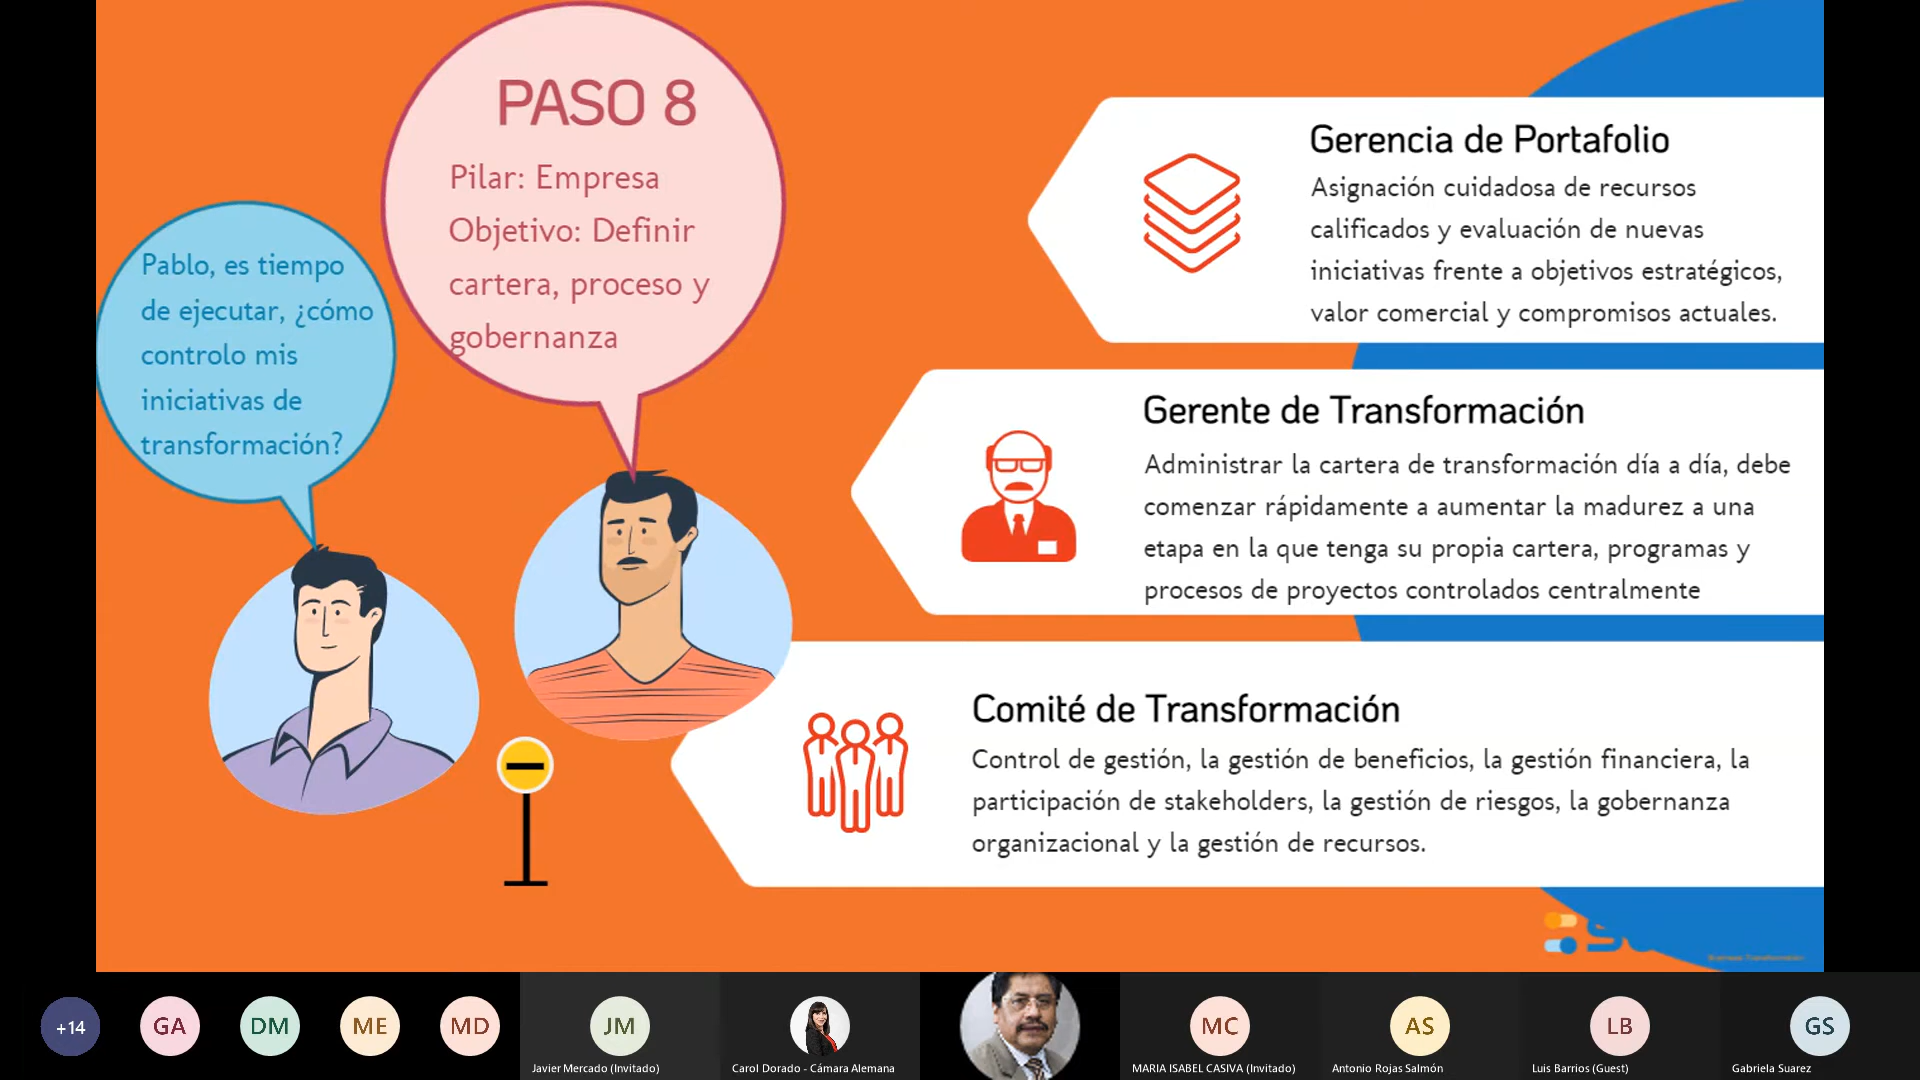 PASO 8
Pilar: Empresa
Objetivo: Definir
cartera, proceso y
gobernanza
Pablo, es tiempo
de ejecutar, ¿cómo
controlo mis
iniciativas de
transformación?
Gerencia de Portafolio
Asignación cuidadosa de recursos
calificados y evaluación de nuevas
iniciativas frente a objetivos estratégicos,
valor comercial y compromisos actuales.
Gerente de Transformación
Administrar la cartera de transformación día a día, debe
comenzar rápidamente a aumentar la madurez a una
etapa en la que tenga su propia cartera, programas y
procesos de proyectos controlados centralmente
Comité de Transformación
Control de gestión, la gestión de beneficios, la gestión financiera, la
participación de stakeholders, la gestión de riesgos, la gobernanza
organizacional y la gestión de recursos.
+14
GA
DM
ME
MD
JM
MC
AS
LB
GS
Javier Mercado (Invitado)
Carol Dorado - Cámara Alemana
MARIA ISABEL CASIVA (Invitado)
Antonio Rojas Salmón
Luis Barrios (Guest)
Gabriela Suarez